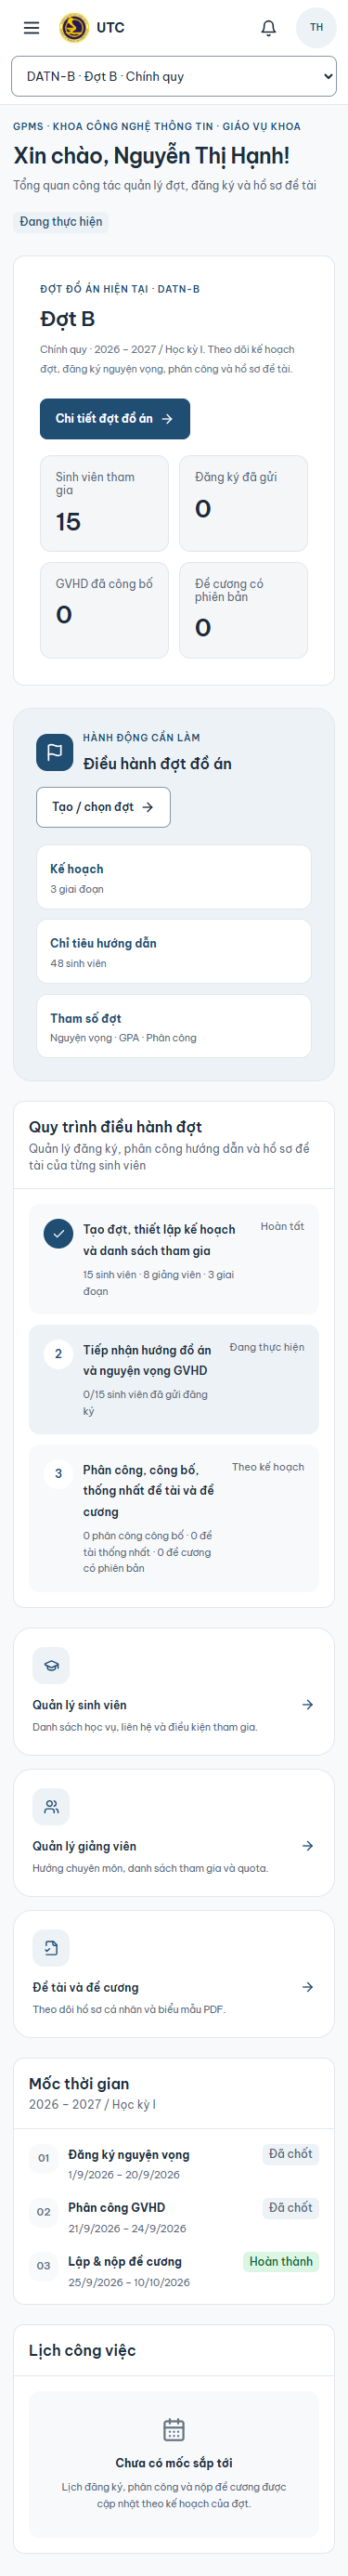 UTC
TH
DATN-B · Đợt B · Chính quy
GPMS · KHOA CÔNG NGHỆ THÔNG TIN · GIÁO VỤ KHOA
Xin chào, Nguyễn Thị Hạnh!
Tổng quan công tác quản lý đợt, đăng ký và hồ sơ đề tài
Đang thực hiện
ĐỢT ĐỒ ÁN HIỆN TẠI · DATN-B
Đợt B
Chính quy · 2026 – 2027 / Học kỳ I. Theo dõi kế hoạch
đợt, đăng ký nguyện vọng, phân công và hồ sơ đề tài.
Chi tiết đợt đồ án
Sinh viên tham
gia
15
Đăng ký đã gửi
0
GVHD đã công bố
0
Đề cương có
phiên bản
0
HÀNH ĐỘNG CẦN LÀM
Điều hành đợt đồ án
Tạo / chọn đợt
Kế hoạch
3 giai đoạn
Chỉ tiêu hướng dẫn
48 sinh viên
Tham số đợt
Nguyện vọng · GPA · Phân công
Quy trình điều hành đợt
Quản lý đăng ký, phân công hướng dẫn và hồ sơ đề
tài của từng sinh viên
Tạo đợt, thiết lập kế hoạch
và danh sách tham gia
Hoàn tất
15 sinh viên · 8 giảng viên · 3 giai
đoạn
2
Tiếp nhận hướng đồ án
và nguyện vọng GVHD
Đang thực hiện
0/15 sinh viên đã gửi đăng
ký
3
Phân công, công bố,
thống nhất đề tài và đề
cương
Theo kế hoạch
0 phân công công bố · 0 đề
tài thống nhất · 0 đề cương
có phiên bản
Quản lý sinh viên
Danh sách học vụ, liên hệ và điều kiện tham gia.
Quản lý giảng viên
Hướng chuyên môn, danh sách tham gia và quota.
Đề tài và đề cương
Theo dõi hồ sơ cá nhân và biểu mẫu PDF.
Mốc thời gian
2026 – 2027 / Học kỳ I
01
Đăng ký nguyện vọng
Đã chốt
1/9/2026 – 20/9/2026
02
Phân công GVHD
Đã chốt
21/9/2026 – 24/9/2026
03
Lập & nộp đề cương
Hoàn thành
25/9/2026 – 10/10/2026
Lịch công việc
Chưa có mốc sắp tới
Lịch đăng ký, phân công và nộp đề cương được
cập nhật theo kế hoạch của đợt.